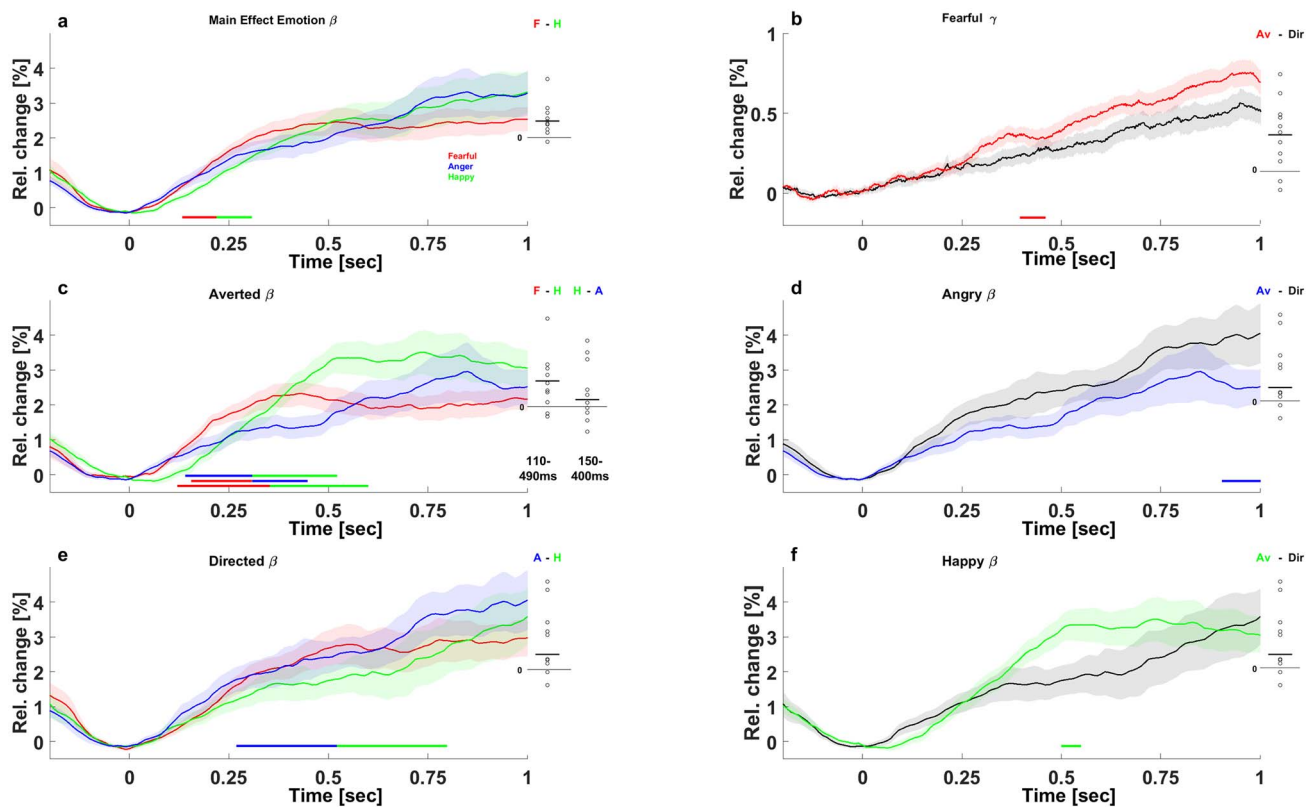 a
Main Effect Emotion β
F - H
Rel. change [%]
4
3
2
1
0
0
Fearful
Anger
Happy
0 0.25 0.5 0.75 1
Time [sec]
b
Fearful γ
Av - Dir
Rel. change [%]
1
0.5
0
0
0 0.25 0.5 0.75 1
Time [sec]
c
Averted β
F - H H - A
Rel. change [%]
4
3
2
1
0
0
110-
490ms
150-
400ms
0 0.25 0.5 0.75 1
Time [sec]
d
Angry β
Av - Dir
Rel. change [%]
4
3
2
1
0
0
0 0.25 0.5 0.75 1
Time [sec]
e
Directed β
A - H
Rel. change [%]
4
3
2
1
0
0
0 0.25 0.5 0.75 1
Time [sec]
f
Happy β
Av - Dir
Rel. change [%]
4
3
2
1
0
0
0 0.25 0.5 0.75 1
Time [sec]